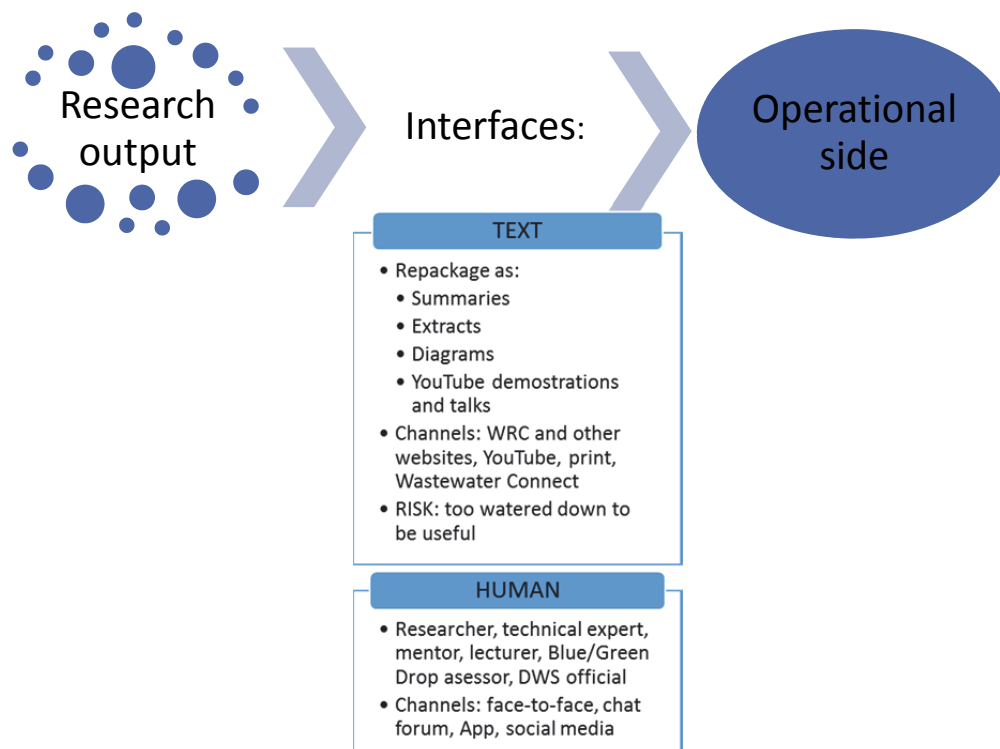 Research
output
Interfaces:
Operational
side
TEXT
• Repackage as:
• Summaries
• Extracts
• Diagrams
• YouTube demostrations
and talks
• Channels: WRC and other
websites, YouTube, print,
Wastewater Connect
• RISK: too watered down to
be useful
HUMAN
• Researcher, technical expert,
mentor, lecturer, Blue/Green
Drop asessor, DWS official
• Channels: face-to-face, chat
forum, App, social media